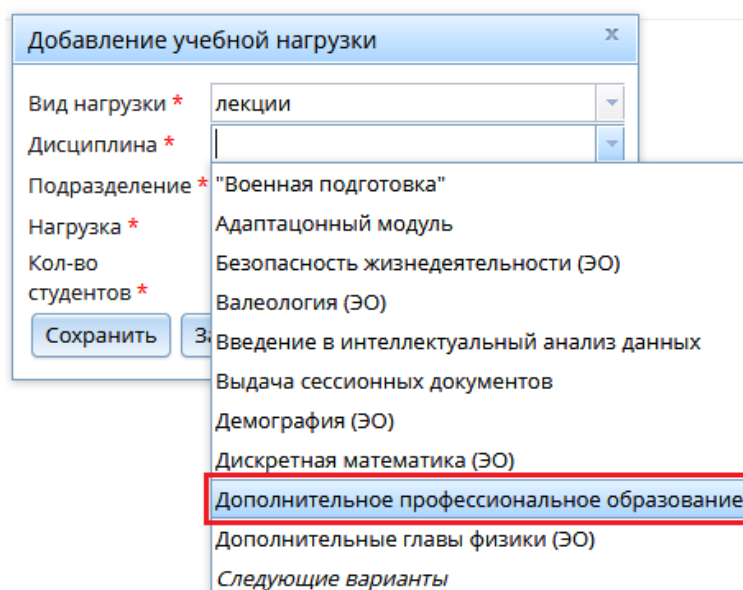 Добавление учебной нагрузки x
Вид нагрузки * лекции
Дисциплина *
Подразделение *
Нагрузка *
Кол-во
студентов *
Сохранить
"Военная подготовка"
Адаптацонный модуль
Безопасность жизнедеятельности (ЭО)
Валеология (ЭО)
Введение в интеллектуальный анализ данных
Выдача сессионных документов
Демография (ЭО)
Дискретная математика (ЭО)
Дополнительное профессиональное образование
Дополнительные главы физики (ЭО)
Следующие варианты